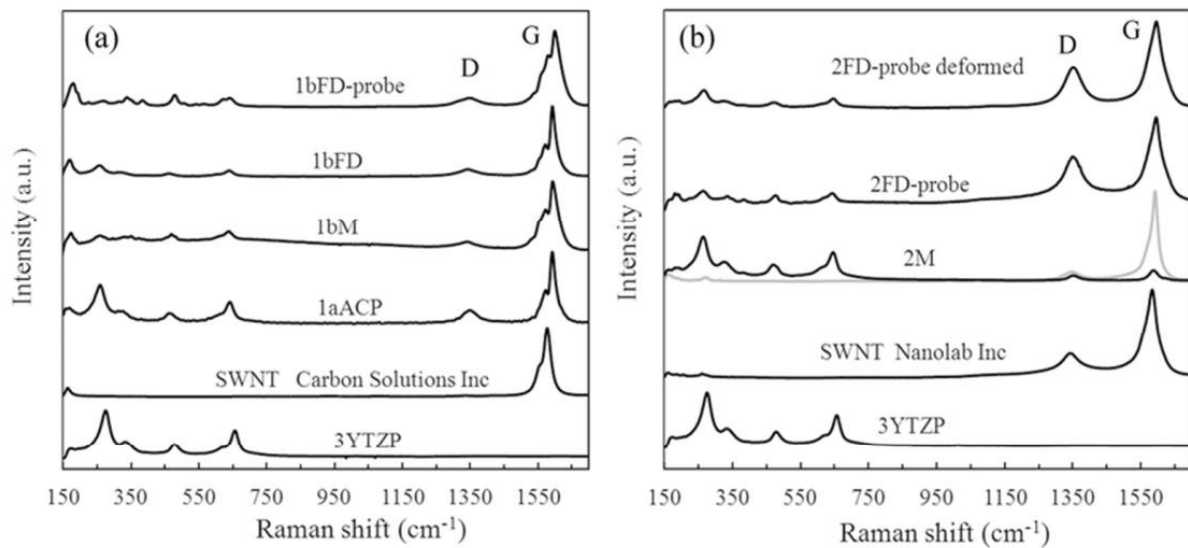 (a)
G
D
1bFD-probe
1bFD
1bM
1aACP
SWNT Carbon Solutions Inc
3YTZP
Intensity (a.u.)
150 350 550 750 950 1150 1350 1550
Raman shift (cm-1)
(b)
G
D
2FD-probe deformed
2FD-probe
2M
SWNT Nanolab Inc
3YTZP
Intensity (a.u.)
150 350 550 750 950 1150 1350 1550
Raman shift (cm-1)